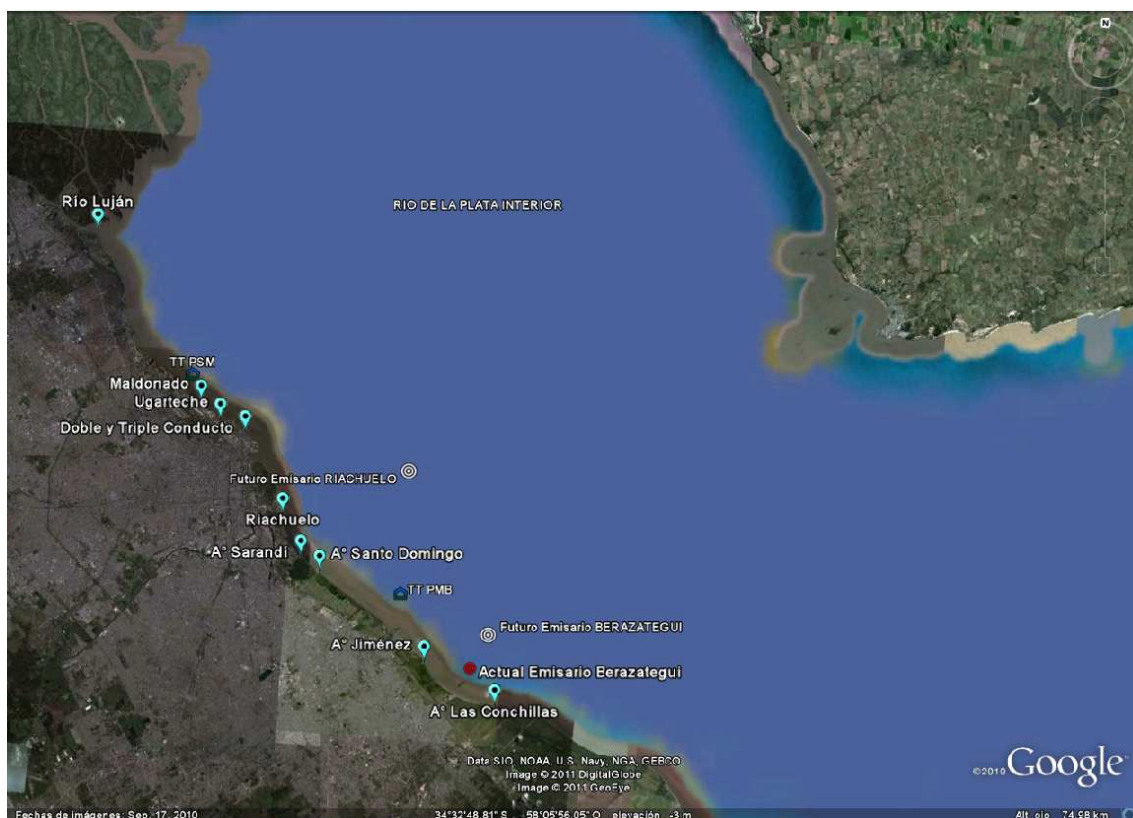 N
Río Luján
RIO DE LA PLATA INTERIOR
TT PSM
Maldonado
Ugarteche
Doble y Triple Conducto
Futuro Emisario RIACHUELO
Riachuelo
A° Sarandi
A° Santo Domingo
TT PMB
Futuro Emisario BERAZATEGUI
A° Jiménez
Actual Emisario Berazategui
A° Las Conchillas
Data SIO, NOAA, U.S. Navy, NGA, GEBCO
Image © 2011 DigitalGlobe
Image © 2011 GeoEye
©2010 Google
Fechas de imágenes: Sep. 17, 2010 34°32'48.81" S 58°05'56.05" O elevación -3 m Alt. ojo 74.98 km